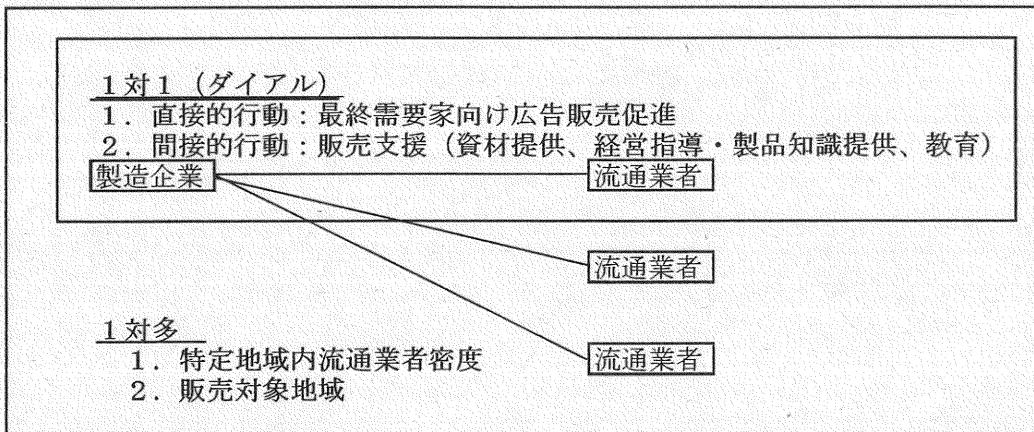 1対1（ダイアル）
1．直接的行動：最終需要家向け広告販売促進
2．間接的行動：販売支援（資材提供、経営指導・製品知識提供、教育）
製造企業
流通業者
流通業者
1対多
1．特定地域内流通業者密度
流通業者
2．販売対象地域